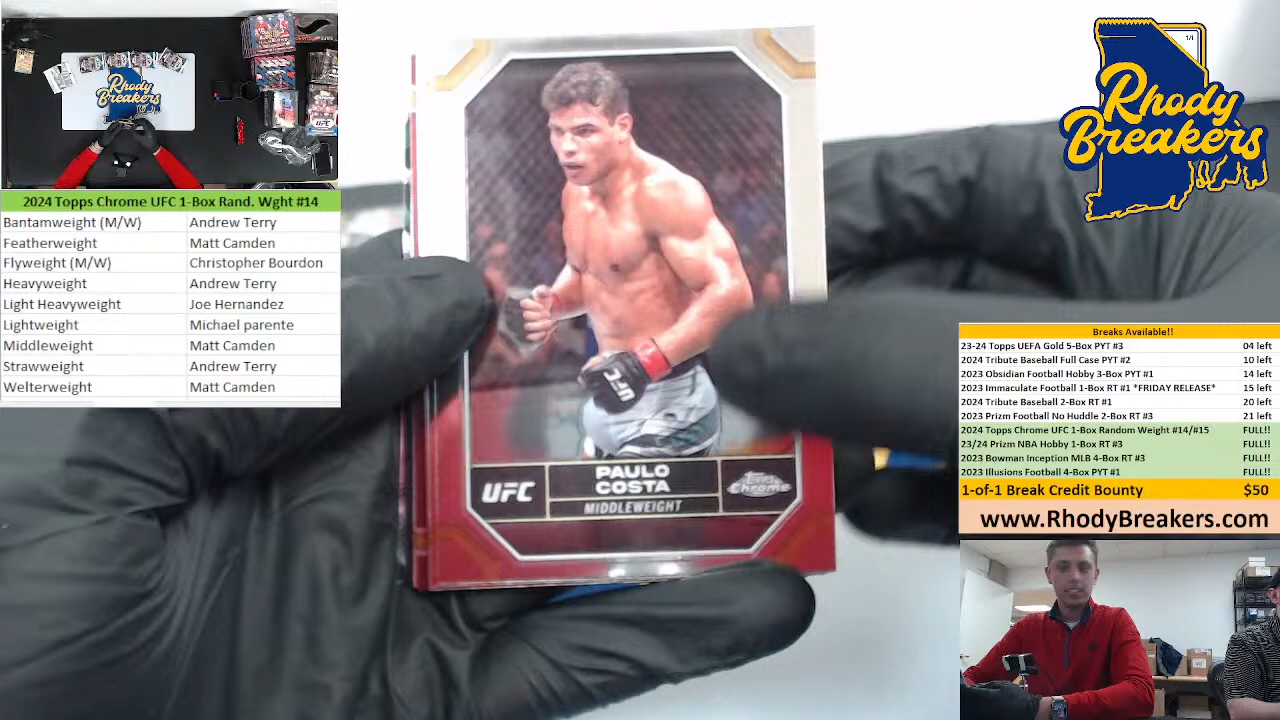 Rhody
Breakers
2024 Topps Chrome UFC 1-Box Rand. Wght #14
Bantamweight (M/W) Andrew Terry
Featherweight Matt Camden
Flyweight (M/W) Christopher Bourdon
Heavyweight Andrew Terry
Light Heavyweight Joe Hernandez
Lightweight Michael parente
Middleweight Matt Camden
Strawweight Andrew Terry
Welterweight Matt Camden
UFC
UFC
PAULO
COSTA
MIDDLEWEIGHT
Topps
Chrome
1/1
Rhody
Breakers
Breaks Available!!
23-24 Topps UEFA Gold 5-Box PYT #3 04 left
2024 Tribute Baseball Full Case PYT #2 10 left
2023 Obsidian Football Hobby 3-Box PYT #1 14 left
2023 Immaculate Football 1-Box RT #1 *FRIDAY RELEASE* 15 left
2024 Tribute Baseball 2-Box RT #1 20 left
2023 Prizm Football No Huddle 2-Box RT #3 21 left
2024 Topps Chrome UFC 1-Box Random Weight #14/#15 FULL!!
23/24 Prizm NBA Hobby 1-Box RT #3 FULL!!
2023 Bowman Inception MLB 4-Box RT #3 FULL!!
2023 Illusions Football 4-Box PYT #1 FULL!!
1-of-1 Break Credit Bounty $50
www.RhodyBreakers.com